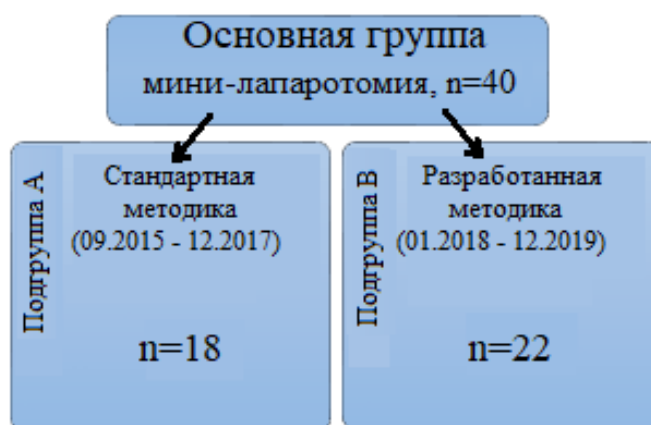 Основная группа
мини-лапаротомия, n=40
Подгруппа А
Стандартная
методика
(09.2015 - 12.2017)
n=18
Подгруппа В
Разработанная
методика
(01.2018 - 12.2019)
n=22